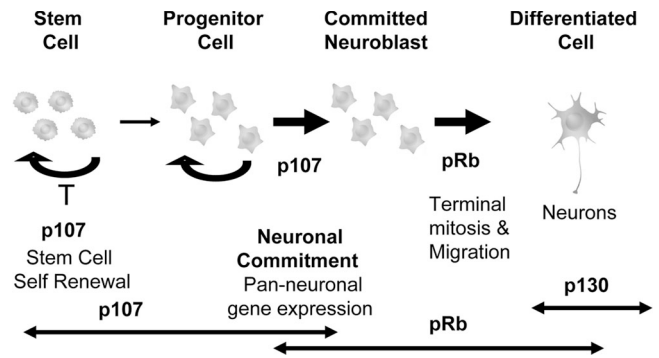 Stem
Cell
Progenitor
Cell
Committed
Neuroblast
Differentiated
Cell
p107
pRb
p107
Stem Cell
Self Renewal
Neuronal
Commitment
Pan-neuronal
gene expression
Terminal
mitosis &
Migration
Neurons
p107
pRb
p130